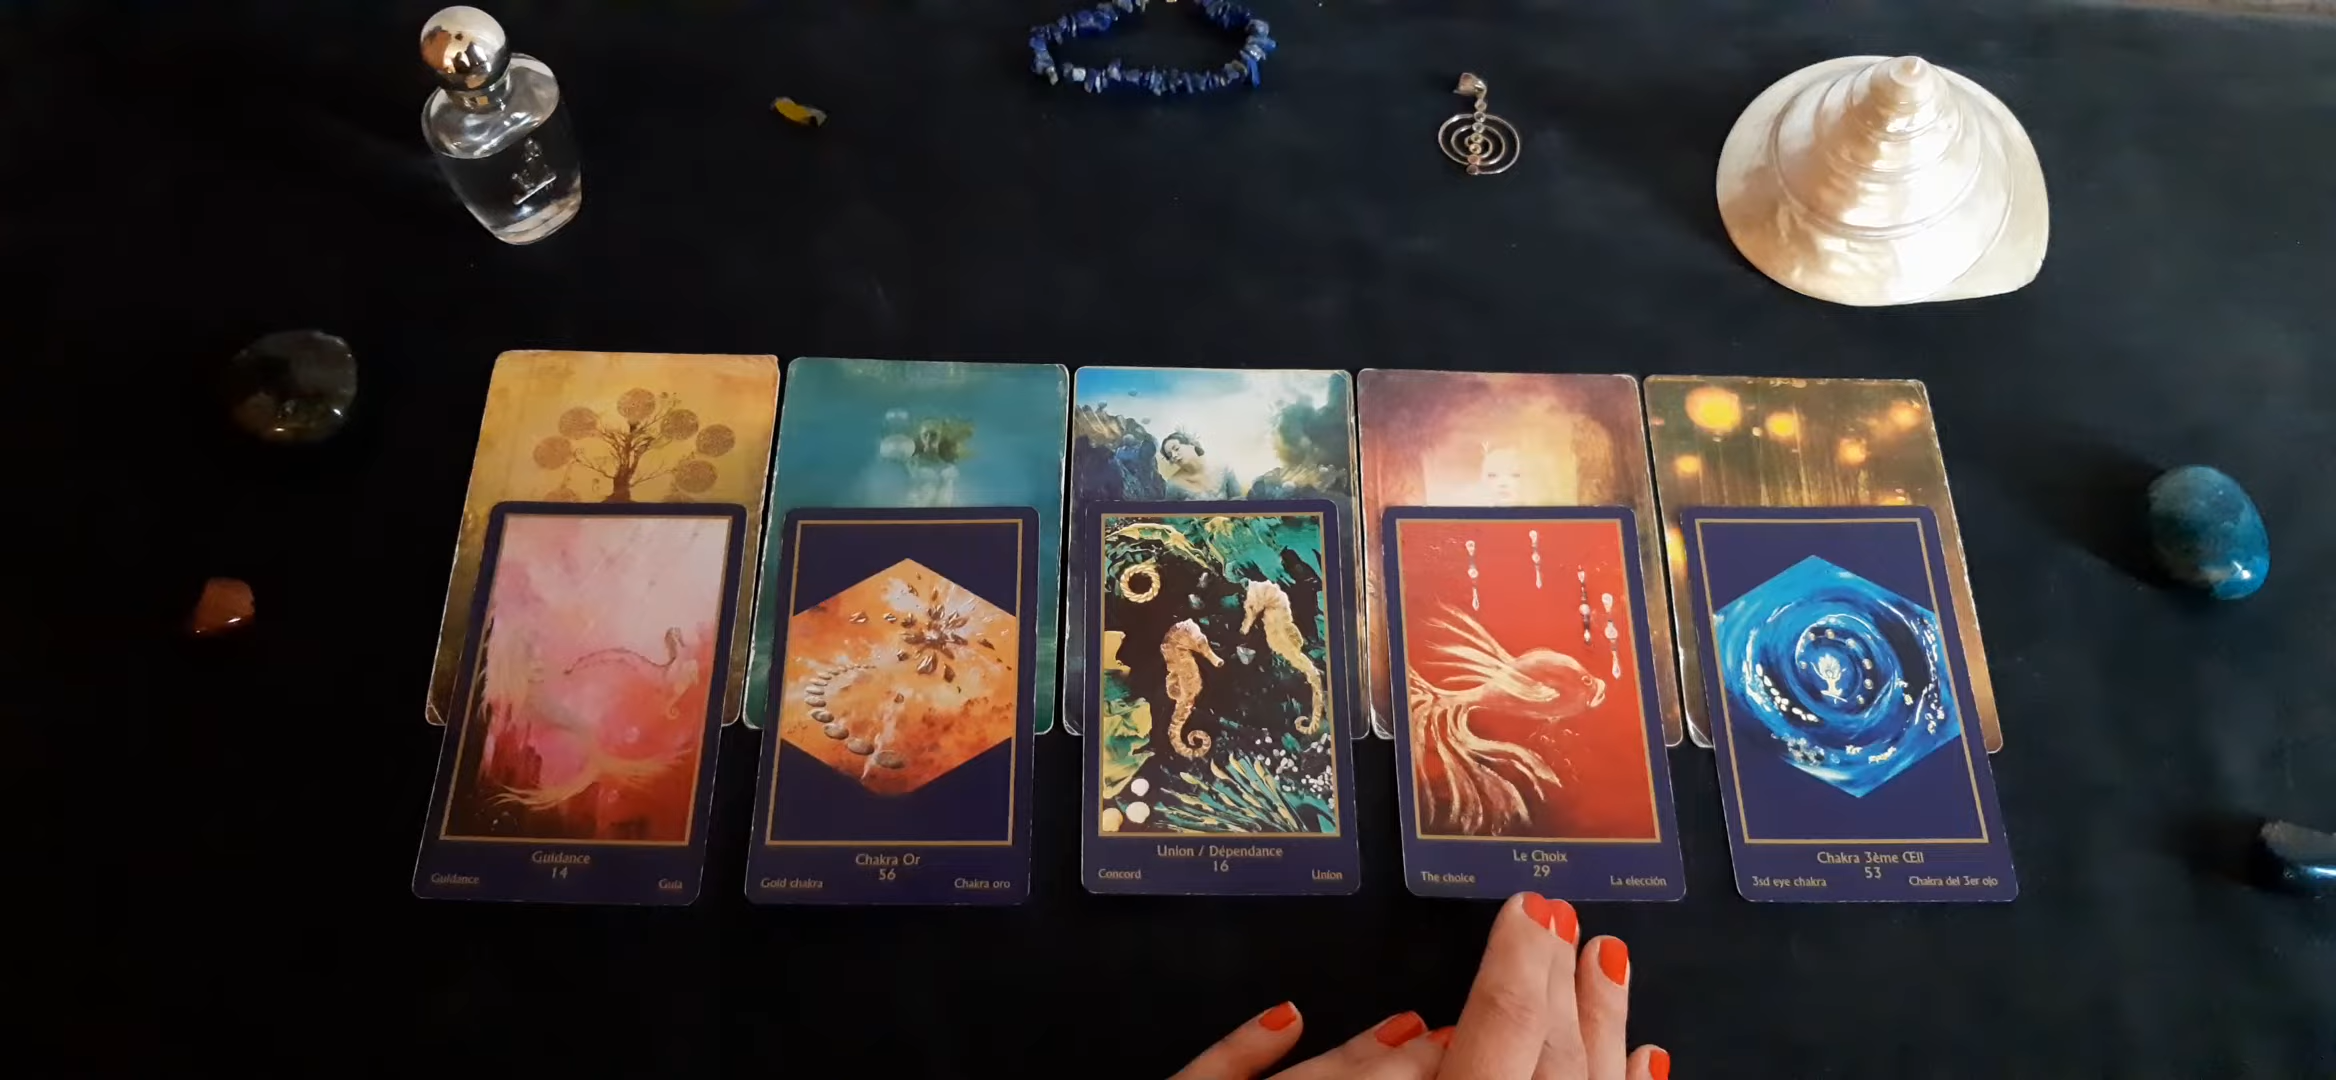 Guidance
14
Guidance
Guía
Chakra Or
56
Gold chakra
Chakra oro
Union / Dépendance
16
Concord
Union
Le Choix
29
The choice
La elección
Chakra 3ème Œil
53
3sd eye chakra
Chakra del 3er ojo